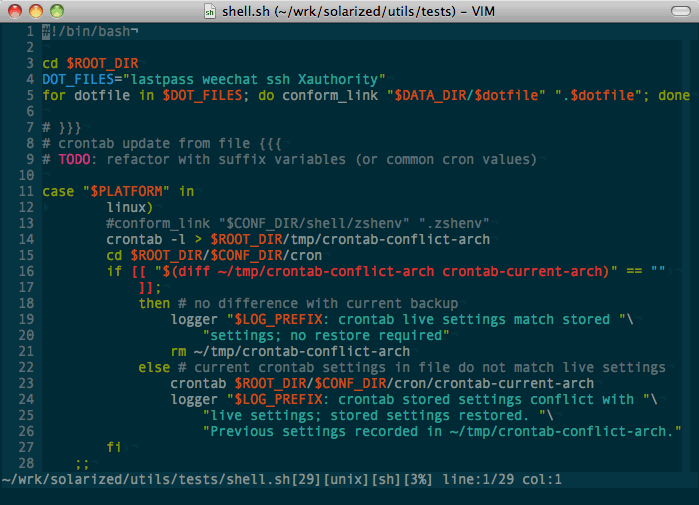 shell.sh (~/wrk/solarized/utils/tests) – VIM
1 #!/bin/bash¬
2
3 cd $ROOT_DIR
4 DOT_FILES="lastpass weechat ssh Xauthority"
5 for dotfile in $DOT_FILES; do conform_link "$DATA_DIR/$dotfile" ".$dotfile"; done
6
7 # }}}
8 # crontab update from file {{{
9 # TODO: refactor with suffix variables (or common cron values)
10
11 case "$PLATFORM" in
12 linux)
13 #conform_link "$CONF_DIR/shell/zshenv" ".zshenv"
14 crontab -l > $ROOT_DIR/tmp/crontab-conflict-arch
15 cd $ROOT_DIR/$CONF_DIR/cron
16 if [[ "$(diff ~/tmp/crontab-conflict-arch crontab-current-arch)" == ""
17 ]];
18 then # no difference with current backup
19 logger "$LOG_PREFIX: crontab live settings match stored "\
20 "settings; no restore required"
21 rm ~/tmp/crontab-conflict-arch
22 else # current crontab settings in file do not match live settings
23 crontab $ROOT_DIR/$CONF_DIR/cron/crontab-current-arch
24 logger "$LOG_PREFIX: crontab stored settings conflict with "\
25 "live settings; stored settings restored. "\
26 "Previous settings recorded in ~/tmp/crontab-conflict-arch."
27 fi
28 ;;
~/wrk/solarized/utils/tests/shell.sh[29][unix][sh][3%] line:1/29 col:1